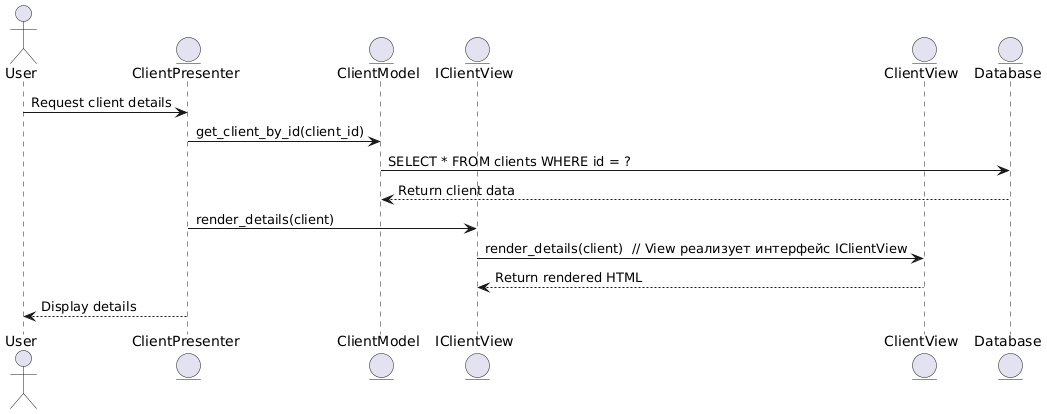 User
ClientPresenter
ClientModel
IClientView
ClientView
Database
Request client details
get_client_by_id(client_id)
SELECT * FROM clients WHERE id = ?
Return client data
render_details(client)
render_details(client)  // View реализует интерфейс IClientView
Return rendered HTML
Display details
User
ClientPresenter
ClientModel
IClientView
ClientView
Database